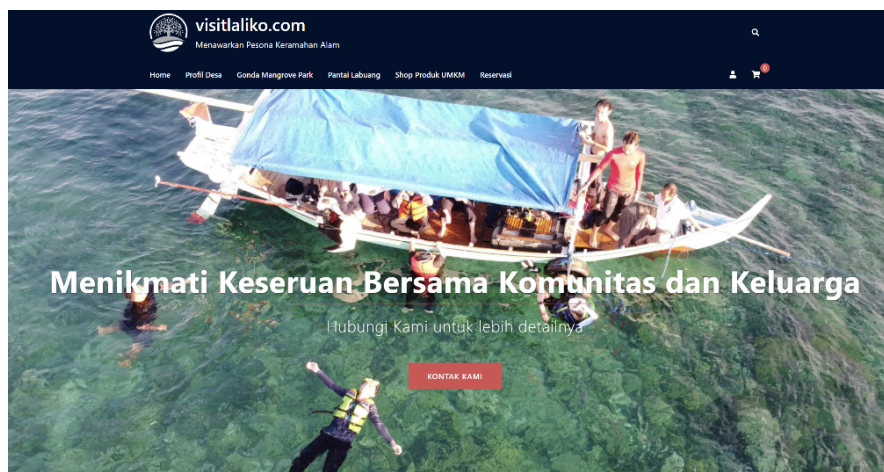 visitlaliko.com
Menawarkan Pesona Keramahan Alam
Home Profil Desa Gonda Mangrove Park Pantai Labuang Shop Produk UMKM Reservasi
0
Menikmati Keseruan Bersama Komunitas dan Keluarga
Hubungi Kami untuk lebih detailnya
KONTAK KAMI